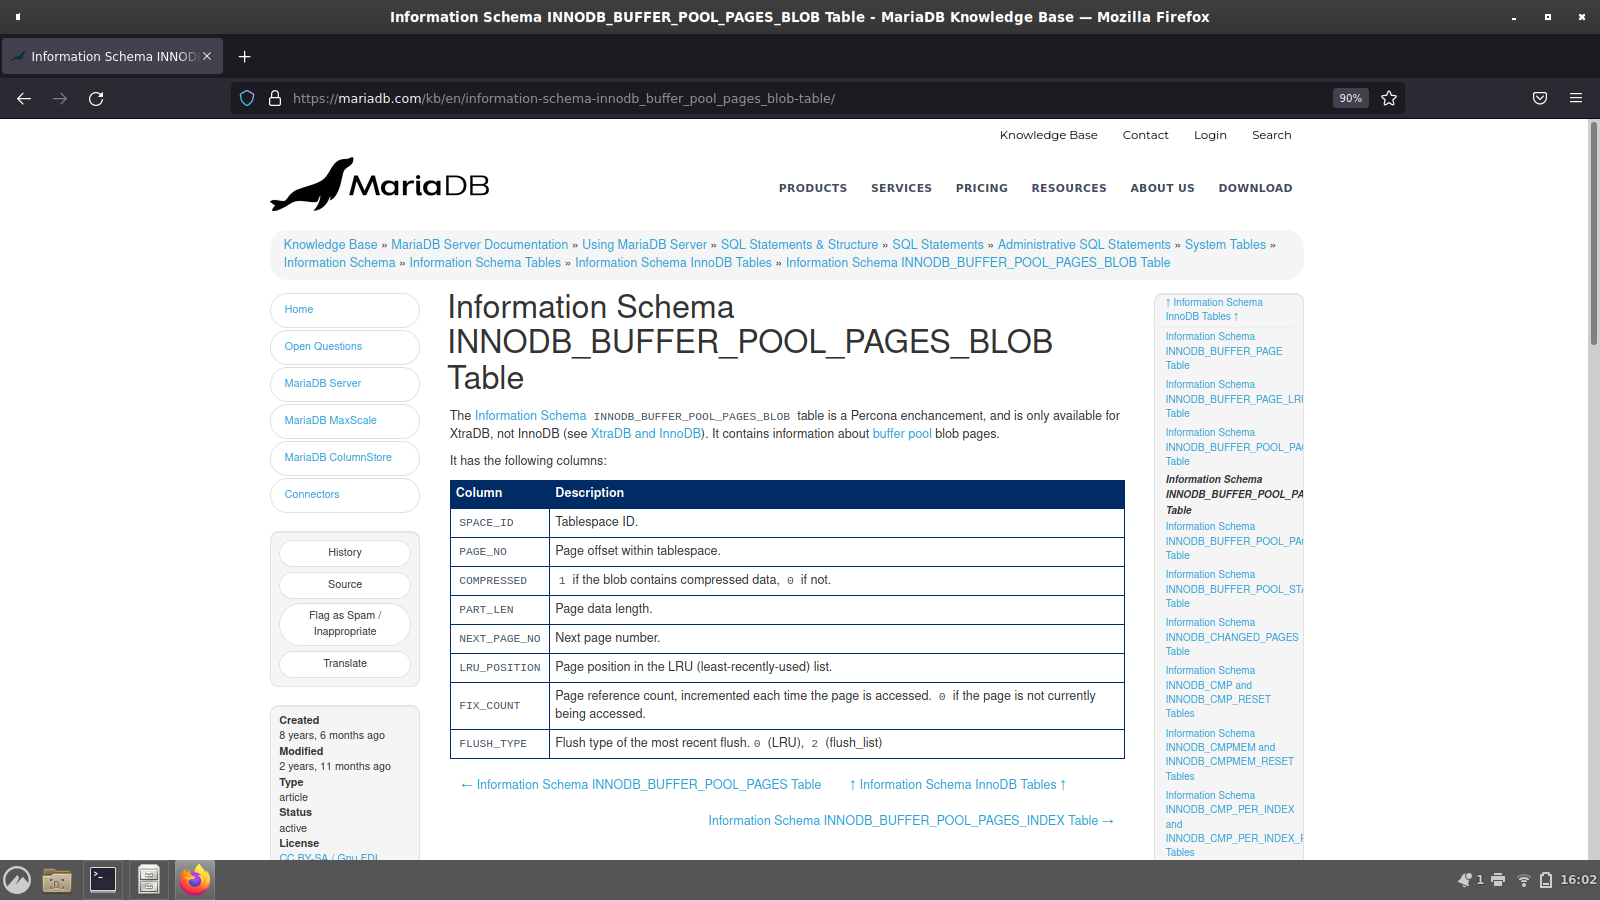 Information Schema INNODB_BUFFER_POOL_PAGES_BLOB Table - MariaDB Knowledge Base — Mozilla Firefox
Information Schema INNOD
https://mariadb.com/kb/en/information-schema-innodb_buffer_pool_pages_blob-table/
90%
Knowledge Base Contact Login Search
MariaDB
PRODUCTS SERVICES PRICING RESOURCES ABOUT US DOWNLOAD
Knowledge Base » MariaDB Server Documentation » Using MariaDB Server » SQL Statements & Structure » SQL Statements » Administrative SQL Statements » System Tables »
Information Schema » Information Schema Tables » Information Schema InnoDB Tables » Information Schema INNODB_BUFFER_POOL_PAGES_BLOB Table
Home
Open Questions
MariaDB Server
MariaDB MaxScale
MariaDB ColumnStore
Connectors
History
Source
Flag as Spam /
Inappropriate
Translate
Created
8 years, 6 months ago
Modified
2 years, 11 months ago
Type
article
Status
active
License
CC BY-SA / Gnu FDL
Information Schema
INNODB_BUFFER_POOL_PAGES_BLOB
Table
The Information Schema INNODB_BUFFER_POOL_PAGES_BLOB table is a Percona enchancement, and is only available for
XtraDB, not InnoDB (see XtraDB and InnoDB). It contains information about buffer pool blob pages.
It has the following columns:
Column Description
SPACE_ID Tablespace ID.
PAGE_NO Page offset within tablespace.
COMPRESSED 1 if the blob contains compressed data, 0 if not.
PART_LEN Page data length.
NEXT_PAGE_NO Next page number.
LRU_POSITION Page position in the LRU (least-recently-used) list.
FIX_COUNT Page reference count, incremented each time the page is accessed. 0 if the page is not currently
being accessed.
FLUSH_TYPE Flush type of the most recent flush. 0 (LRU), 2 (flush_list)
← Information Schema INNODB_BUFFER_POOL_PAGES Table ↑ Information Schema InnoDB Tables ↑
Information Schema INNODB_BUFFER_POOL_PAGES_INDEX Table →
↑ Information Schema
InnoDB Tables ↑
Information Schema
INNODB_BUFFER_PAGE
Table
Information Schema
INNODB_BUFFER_PAGE_LRU
Table
Information Schema
INNODB_BUFFER_POOL_PAG
Table
Information Schema
INNODB_BUFFER_POOL_PA
Table
Information Schema
INNODB_BUFFER_POOL_PAG
Table
Information Schema
INNODB_BUFFER_POOL_STA
Table
Information Schema
INNODB_CHANGED_PAGES
Table
Information Schema
INNODB_CMP and
INNODB_CMP_RESET
Tables
Information Schema
INNODB_CMPMEM and
INNODB_CMPMEM_RESET
Tables
Information Schema
INNODB_CMP_PER_INDEX
and
INNODB_CMP_PER_INDEX_R
Tables
1
16:02